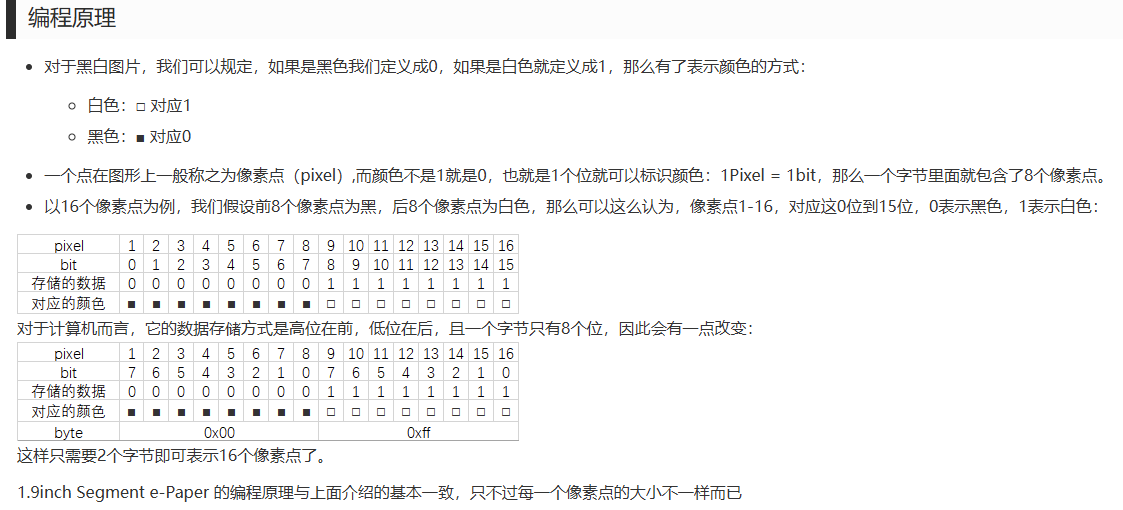 编程原理
对于黑白图片，我们可以规定，如果是黑色我们定义成0，如果是白色就定义成1，那么有了表示颜色的方式：
白色：□ 对应1
黑色：■ 对应0
一个点在图形上一般称之为像素点（pixel）,而颜色不是1就是0，也就是1个位就可以标识颜色：1Pixel = 1bit，那么一个字节里面就包含了8个像素点。
以16个像素点为例，我们假设前8个像素点为黑，后8个像素点为白色，那么可以这么认为，像素点1-16，对应这0位到15位，0表示黑色，1表示白色：
pixel 1 2 3 4 5 6 7 8 9 10 11 12 13 14 15 16
bit 0 1 2 3 4 5 6 7 8 9 10 11 12 13 14 15
存储的数据 0 0 0 0 0 0 0 0 1 1 1 1 1 1 1 1
对应的颜色 ■ ■ ■ ■ ■ ■ ■ ■ □ □ □ □ □ □ □ □
对于计算机而言，它的数据存储方式是高位在前，低位在后，且一个字节只有8个位，因此会有一点改变：
pixel 1 2 3 4 5 6 7 8 9 10 11 12 13 14 15 16
bit 7 6 5 4 3 2 1 0 7 6 5 4 3 2 1 0
存储的数据 0 0 0 0 0 0 0 0 1 1 1 1 1 1 1 1
对应的颜色 ■ ■ ■ ■ ■ ■ ■ ■ □ □ □ □ □ □ □ □
byte 0x00 0xff
这样只需要2个字节即可表示16个像素点了。
1.9inch Segment e-Paper 的编程原理与上面介绍的基本一致，只不过每一个像素点的大小不一样而已